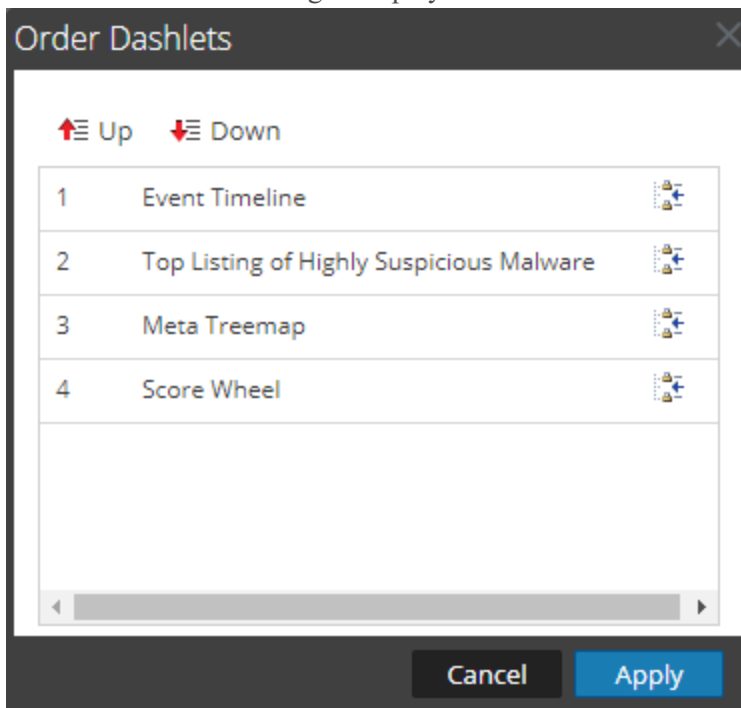 Order Dashlets
Up Down
1 Event Timeline
2 Top Listing of Highly Suspicious Malware
3 Meta Treemap
4 Score Wheel
Cancel Apply